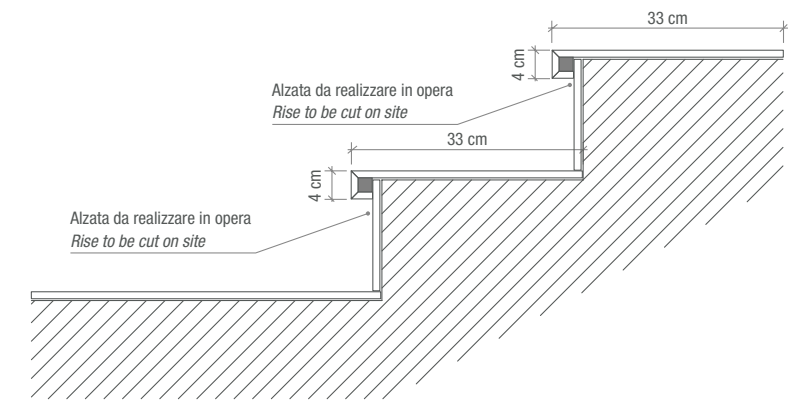 33 cm
4 cm
Alzata da realizzare in opera
Rise to be cut on site
33 cm
4 cm
Alzata da realizzare in opera
Rise to be cut on site